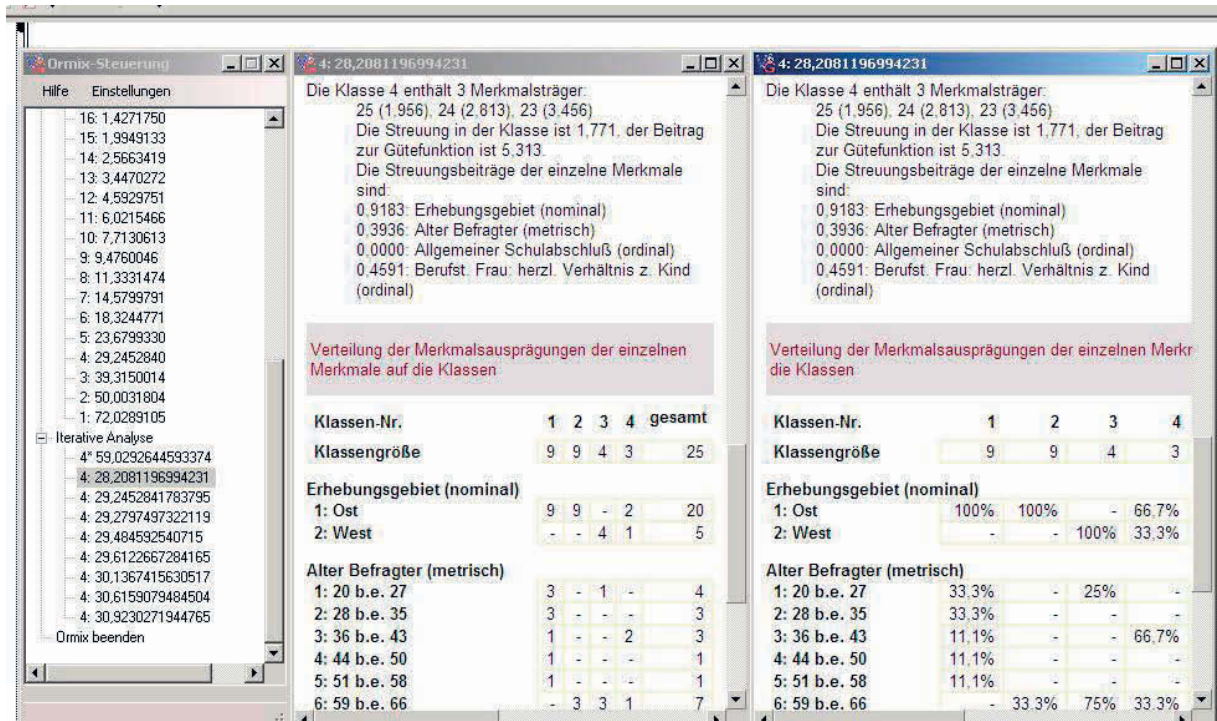 Ormix-Steuerung
Hilfe Einstellungen
16: 1,4271750
15: 1,9949133
14: 2,5663419
13: 3,4470272
12: 4,5929751
11: 6,0215466
10: 7,7130613
9: 9,4760046
8: 11,3331474
7: 14,5799791
6: 18,3244771
5: 23,6799330
4: 29,2452840
3: 39,3150014
2: 50,0031804
1: 72,0289105
Iterative Analyse
4* 59,0292644593374
4: 28,2081196994231
4: 29,2452841783795
4: 29,2797497322119
4: 29,484592540715
4: 29,6122667284165
4: 30,1367415630517
4: 30,6159079484504
4: 30,9230271944765
Ormix beenden
4: 28,2081196994231
Die Klasse 4 enthält 3 Merkmalsträger:
25 (1,956), 24 (2,813), 23 (3,456)
Die Streuung in der Klasse ist 1,771, der Beitrag
zur Gütefunktion ist 5,313.
Die Streuungsbeiträge der einzelne Merkmale
sind:
0,9183: Erhebungsgebiet (nominal)
0,3936: Alter Befragter (metrisch)
0,0000: Allgemeiner Schulabschluß (ordinal)
0,4591: Berufst. Frau: herzl. Verhältnis z. Kind
(ordinal)
Verteilung der Merkmalsausprägungen der einzelnen
Merkmale auf die Klassen
Klassen-Nr. 1 2 3 4 gesamt
Klassengröße 9 9 4 3 25
Erhebungsgebiet (nominal)
1: Ost 9 9 - 2 20
2: West - - 4 1 5
Alter Befragter (metrisch)
1: 20 b.e. 27 3 - 1 - 4
2: 28 b.e. 35 3 - - - 3
3: 36 b.e. 43 1 - - 2 3
4: 44 b.e. 50 1 - - - 1
5: 51 b.e. 58 1 - - - 1
6: 59 b.e. 66 - 3 3 1 7
4: 28,2081196994231
Die Klasse 4 enthält 3 Merkmalsträger:
25 (1,956), 24 (2,813), 23 (3,456)
Die Streuung in der Klasse ist 1,771, der Beitrag
zur Gütefunktion ist 5,313.
Die Streuungsbeiträge der einzelne Merkmale
sind:
0,9183: Erhebungsgebiet (nominal)
0,3936: Alter Befragter (metrisch)
0,0000: Allgemeiner Schulabschluß (ordinal)
0,4591: Berufst. Frau: herzl. Verhältnis z. Kind
(ordinal)
Verteilung der Merkmalsausprägungen der einzelnen Merkr
die Klassen
Klassen-Nr. 1 2 3 4
Klassengröße 9 9 4 3
Erhebungsgebiet (nominal)
1: Ost 100% 100% - 66,7%
2: West - - 100% 33,3%
Alter Befragter (metrisch)
1: 20 b.e. 27 33,3% - 25% -
2: 28 b.e. 35 33,3% - - -
3: 36 b.e. 43 11,1% - - 66,7%
4: 44 b.e. 50 11,1% - - -
5: 51 b.e. 58 11,1% - - -
6: 59 b.e. 66 - 33,3% 75% 33,3%